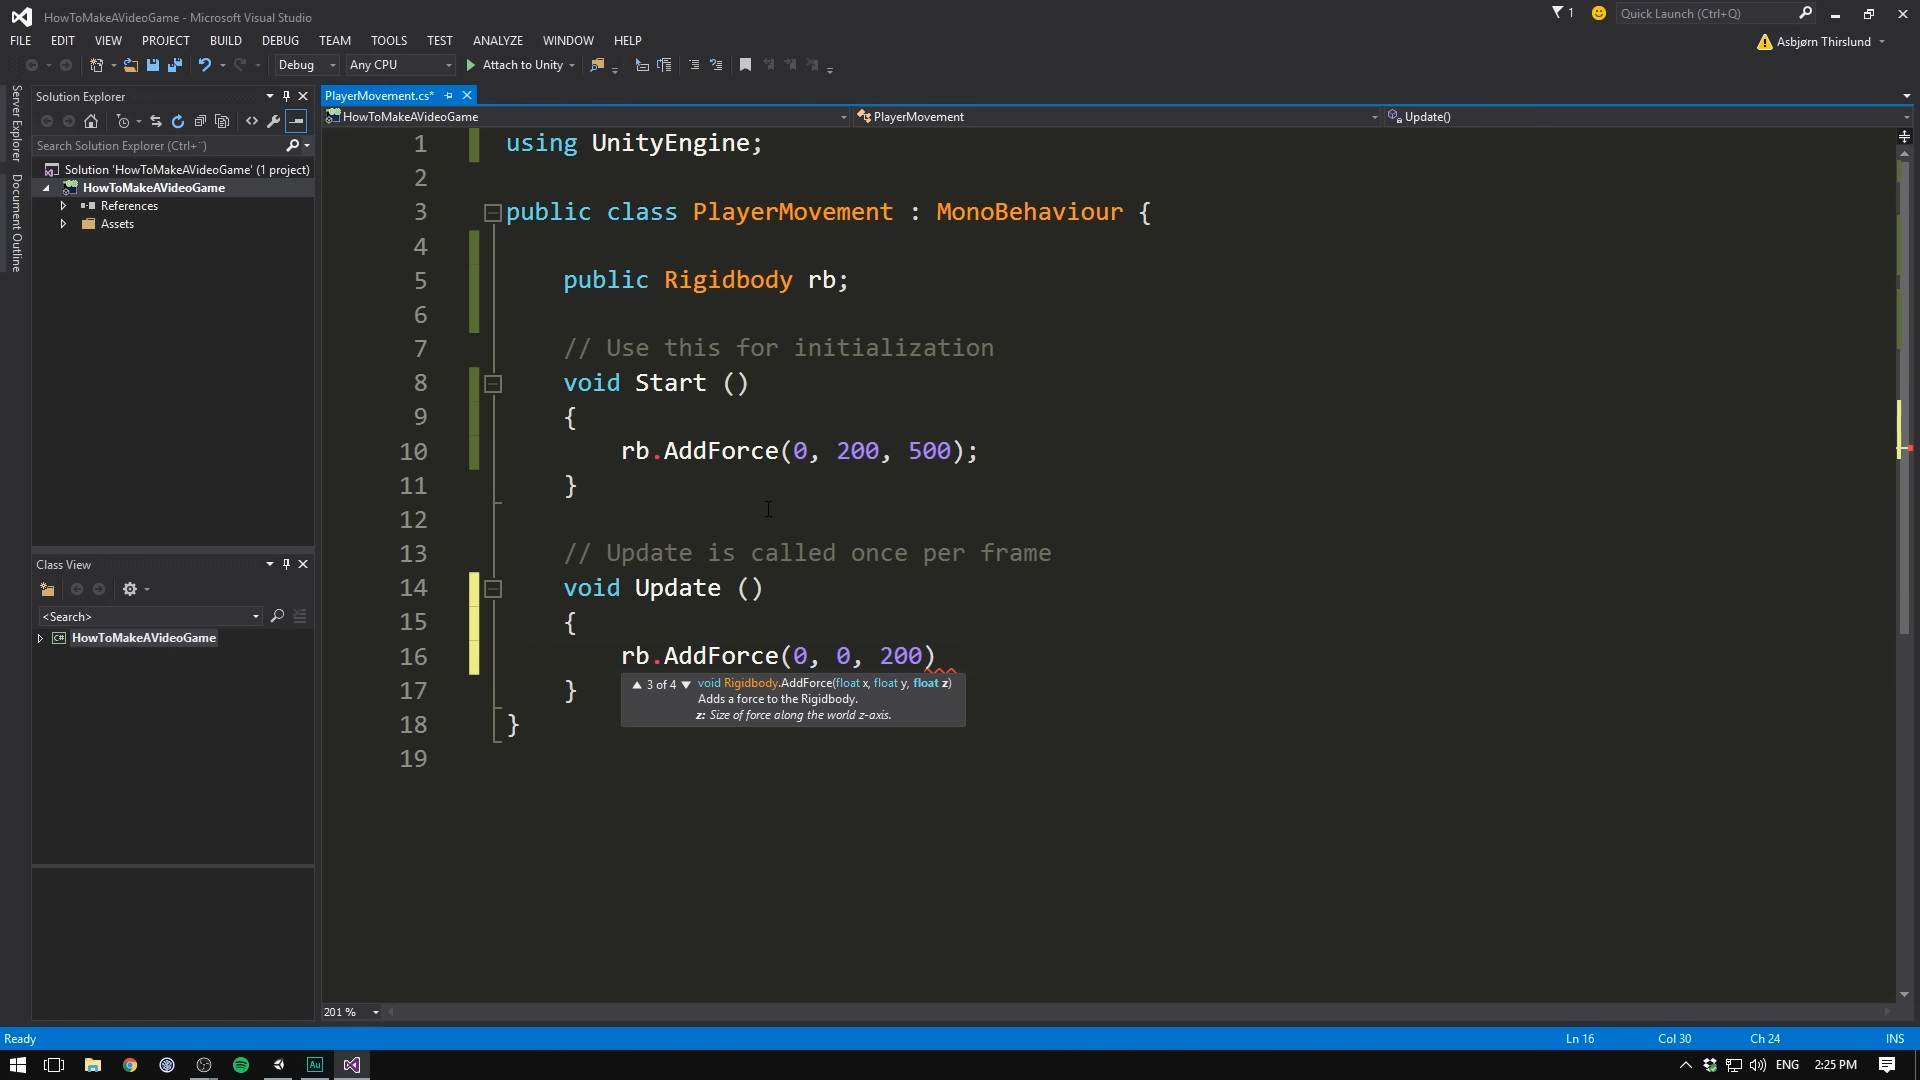 HowToMakeAVideoGame - Microsoft Visual Studio
1
Quick Launch (Ctrl+Q)
FILE EDIT VIEW PROJECT BUILD DEBUG TEAM TOOLS TEST ANALYZE WINDOW HELP
Asbjørn Thirslund
Debug Any CPU Attach to Unity
Server Explorer
Document Outline
Solution Explorer
Search Solution Explorer (Ctrl+¨)
Solution 'HowToMakeAVideoGame' (1 project)
HowToMakeAVideoGame
References
Assets
Class View
<Search>
C# HowToMakeAVideoGame
PlayerMovement.cs*
HowToMakeAVideoGame PlayerMovement Update()
1 using UnityEngine;
2
3 public class PlayerMovement : MonoBehaviour {
4
5 public Rigidbody rb;
6
7 // Use this for initialization
8 void Start ()
9 {
10 rb.AddForce(0, 200, 500);
11 }
12
13 // Update is called once per frame
14 void Update ()
15 {
16 rb.AddForce(0, 0, 200)
17 }
18 }
19
3 of 4 void Rigidbody.AddForce(float x, float y, float z)
Adds a force to the Rigidbody.
z: Size of force along the world z-axis.
201 %
Ready Ln 16 Col 30 Ch 24 INS
Au
ENG 2:25 PM